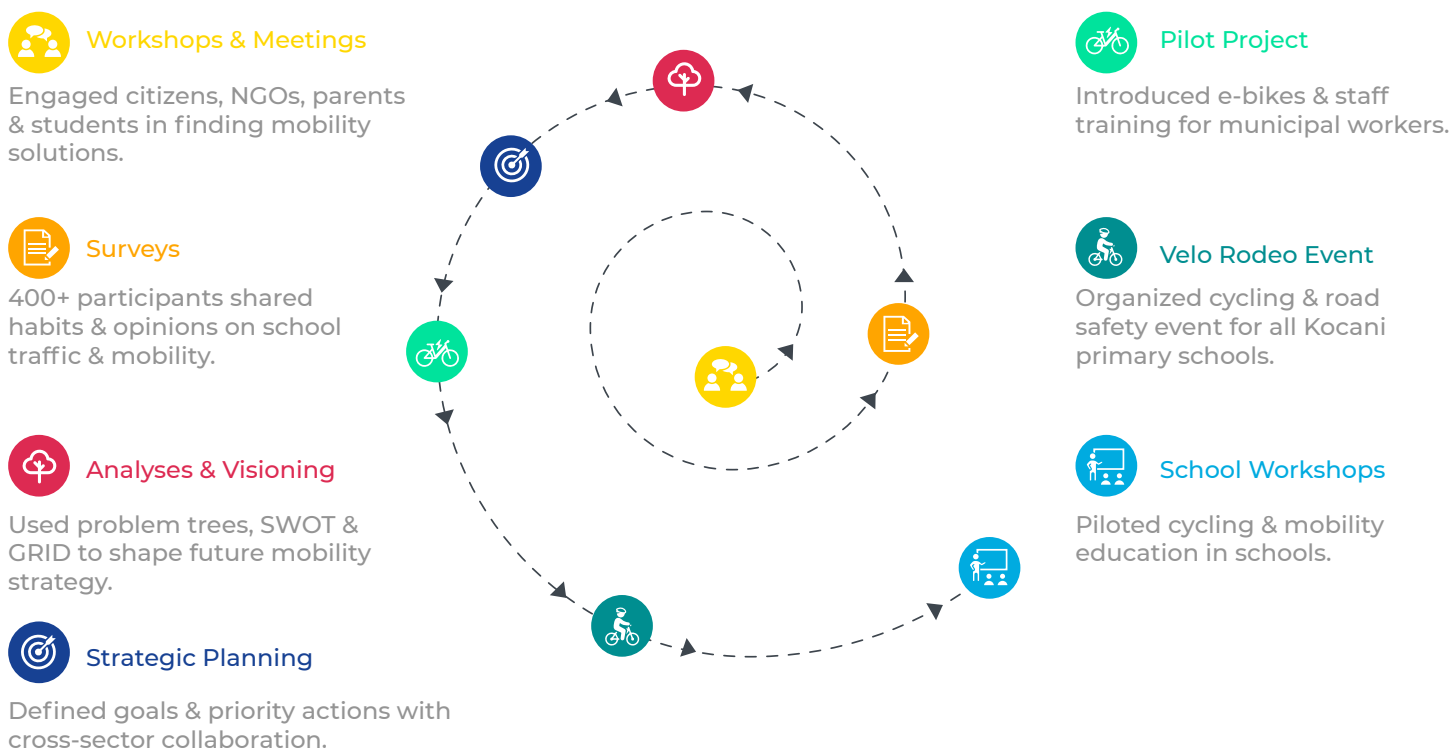 Workshops & Meetings
Engaged citizens, NGOs, parents
& students in finding mobility
solutions.
Surveys
400+ participants shared
habits & opinions on school
traffic & mobility.
Analyses & Visioning
Used problem trees, SWOT &
GRID to shape future mobility
strategy.
Strategic Planning
Defined goals & priority actions with
cross-sector collaboration.
Pilot Project
Introduced e-bikes & staff
training for municipal workers.
Velo Rodeo Event
Organized cycling & road
safety event for all Kocani
primary schools.
School Workshops
Piloted cycling & mobility
education in schools.